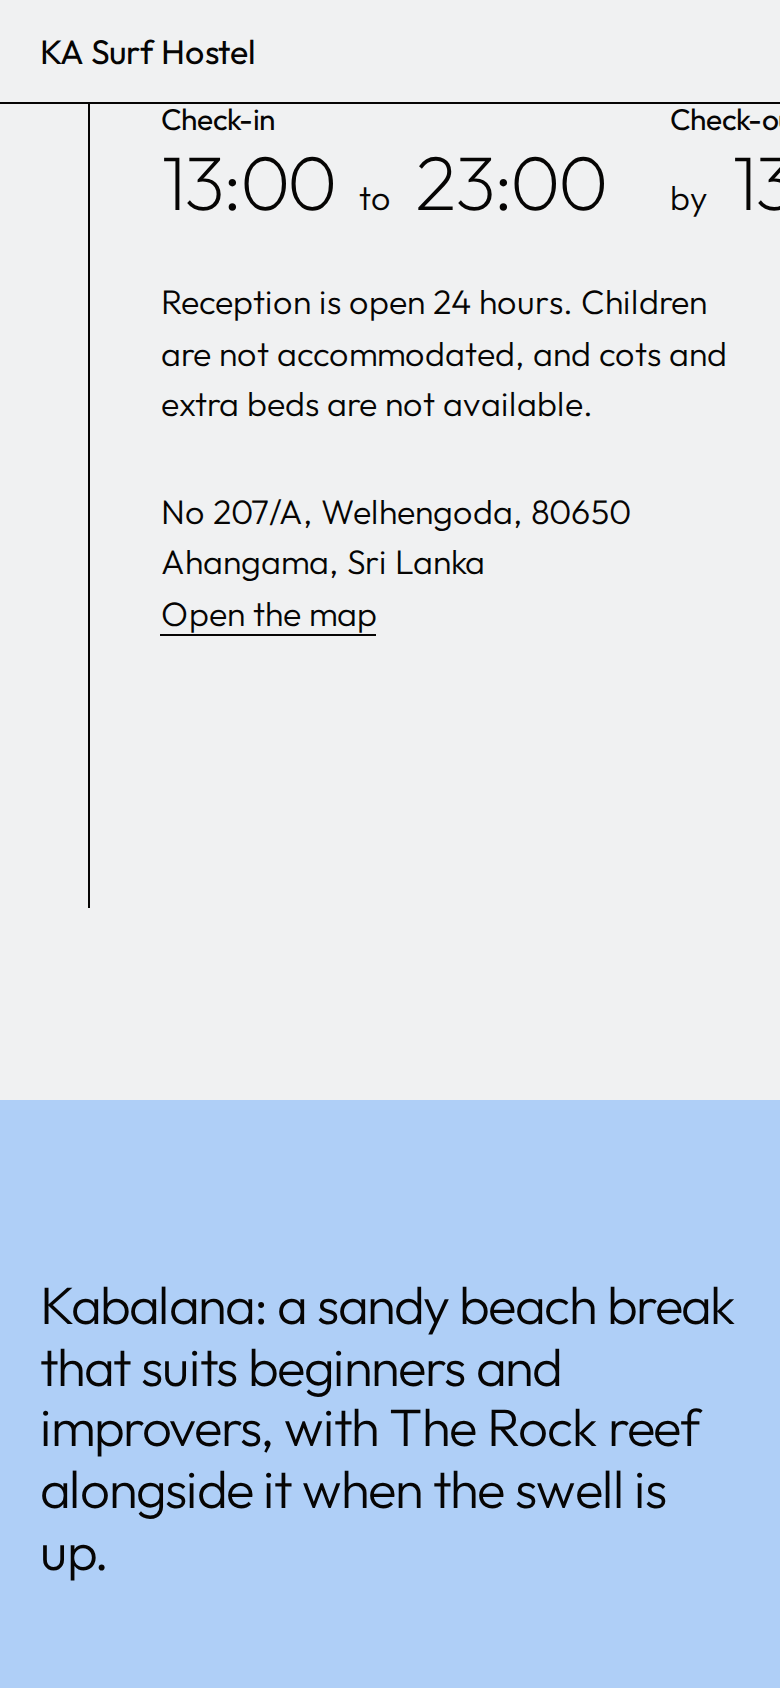 KA Surf Hostel
Check-in
13:00 to 23:00
by
Reception is open 24 hours. Children
are not accommodated, and cots and
extra beds are not available.
No 207/A, Welhengoda, 80650
Ahangama, Sri Lanka
Open the map
Kabalana: a sandy beach break
that suits beginners and
improvers, with The Rock reef
alongside it when the swell is
up.